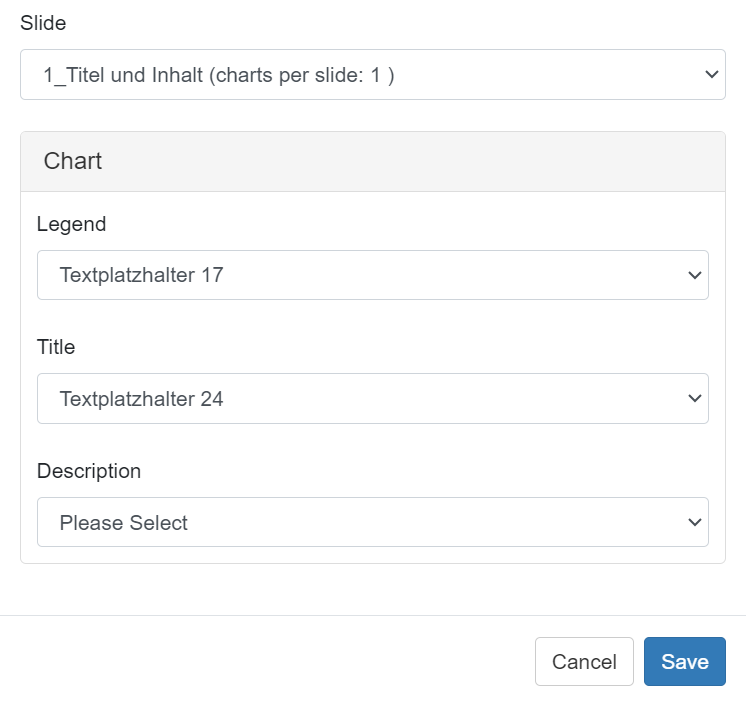 Slide
1_Titel und Inhalt (charts per slide: 1 )
Chart
Legend
Textplatzhalter 17
Title
Textplatzhalter 24
Description
Please Select
Cancel Save